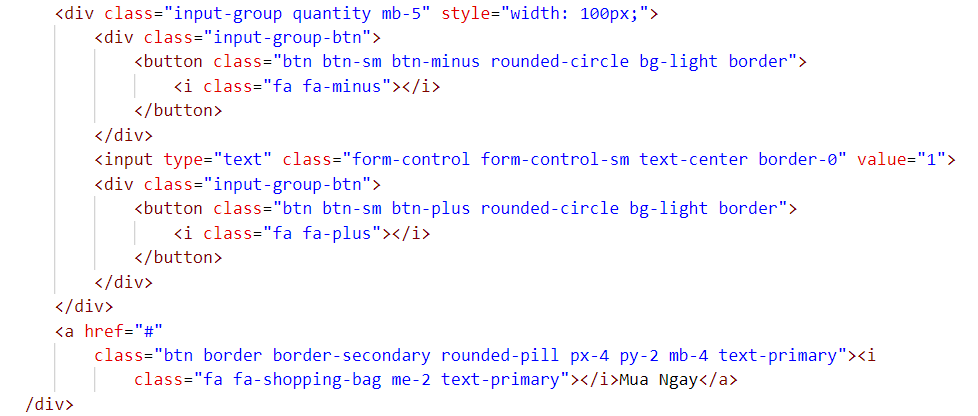 <div class="input-group quantity mb-5" style="width: 100px;">
<div class="input-group-btn">
<button class="btn btn-sm btn-minus rounded-circle bg-light border">
<i class="fa fa-minus"></i>
</button>
</div>
<input type="text" class="form-control form-control-sm text-center border-0" value="1">
<div class="input-group-btn">
<button class="btn btn-sm btn-plus rounded-circle bg-light border">
<i class="fa fa-plus"></i>
</button>
</div>
</div>
<a href="#"
class="btn border border-secondary rounded-pill px-4 py-2 mb-4 text-primary"><i
class="fa fa-shopping-bag me-2 text-primary"></i>Mua Ngay</a>
/div>